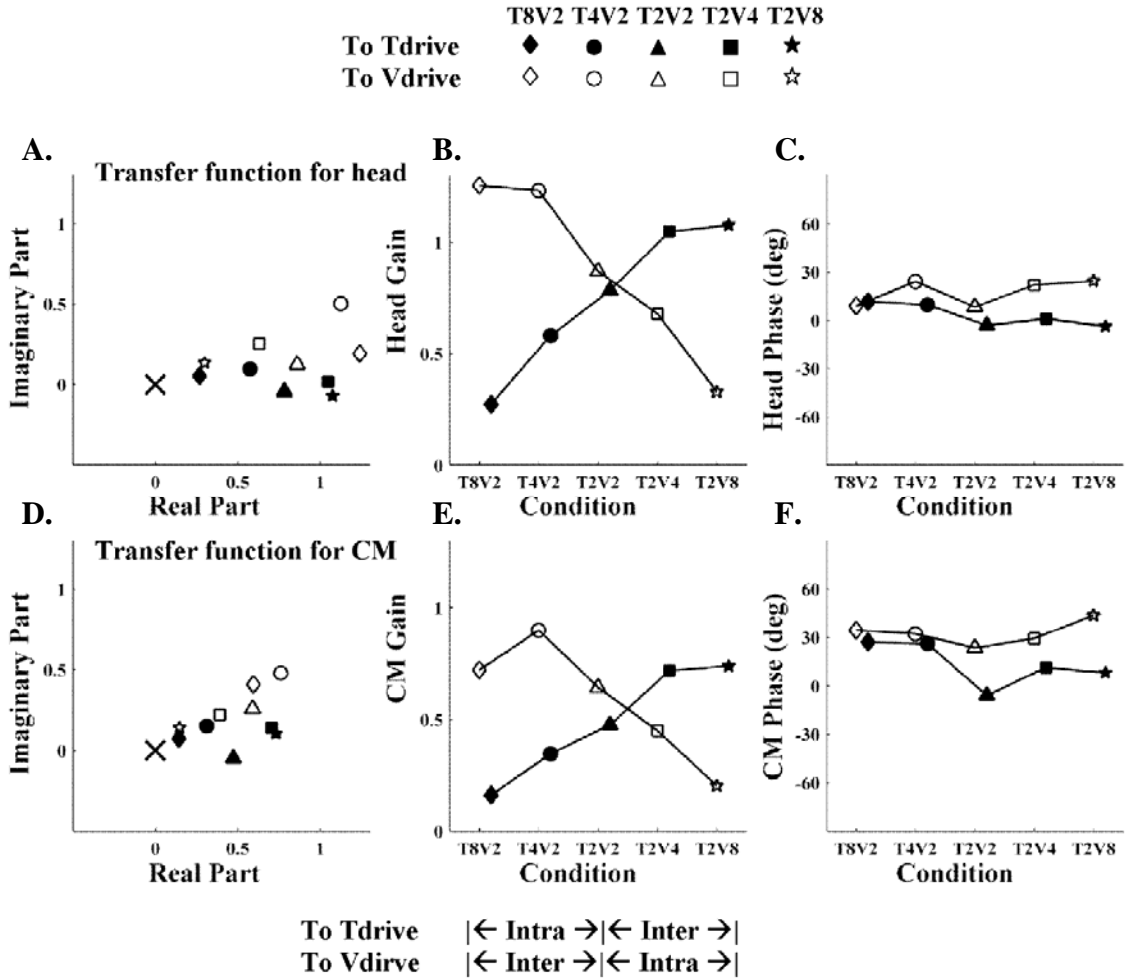 T8V2 T4V2 T2V2 T2V4 T2V8
To Tdrive
To Vdrive
A.
Transfer function for head
Imaginary Part
1
0.5
0
0 0.5 1
Real Part
B.
Head Gain
1
0.5
0
T8V2 T4V2 T2V2 T2V4 T2V8
Condition
C.
Head Phase (deg)
60
30
0
-30
-60
T8V2 T4V2 T2V2 T2V4 T2V8
Condition
D.
Transfer function for CM
Imaginary Part
1
0.5
0
0 0.5 1
Real Part
E.
CM Gain
1
0.5
0
T8V2 T4V2 T2V2 T2V4 T2V8
Condition
F.
CM Phase (deg)
60
30
0
-30
-60
T8V2 T4V2 T2V2 T2V4 T2V8
Condition
To Tdrive |← Intra →|← Inter →|
To Vdirve |← Inter →|← Intra →|